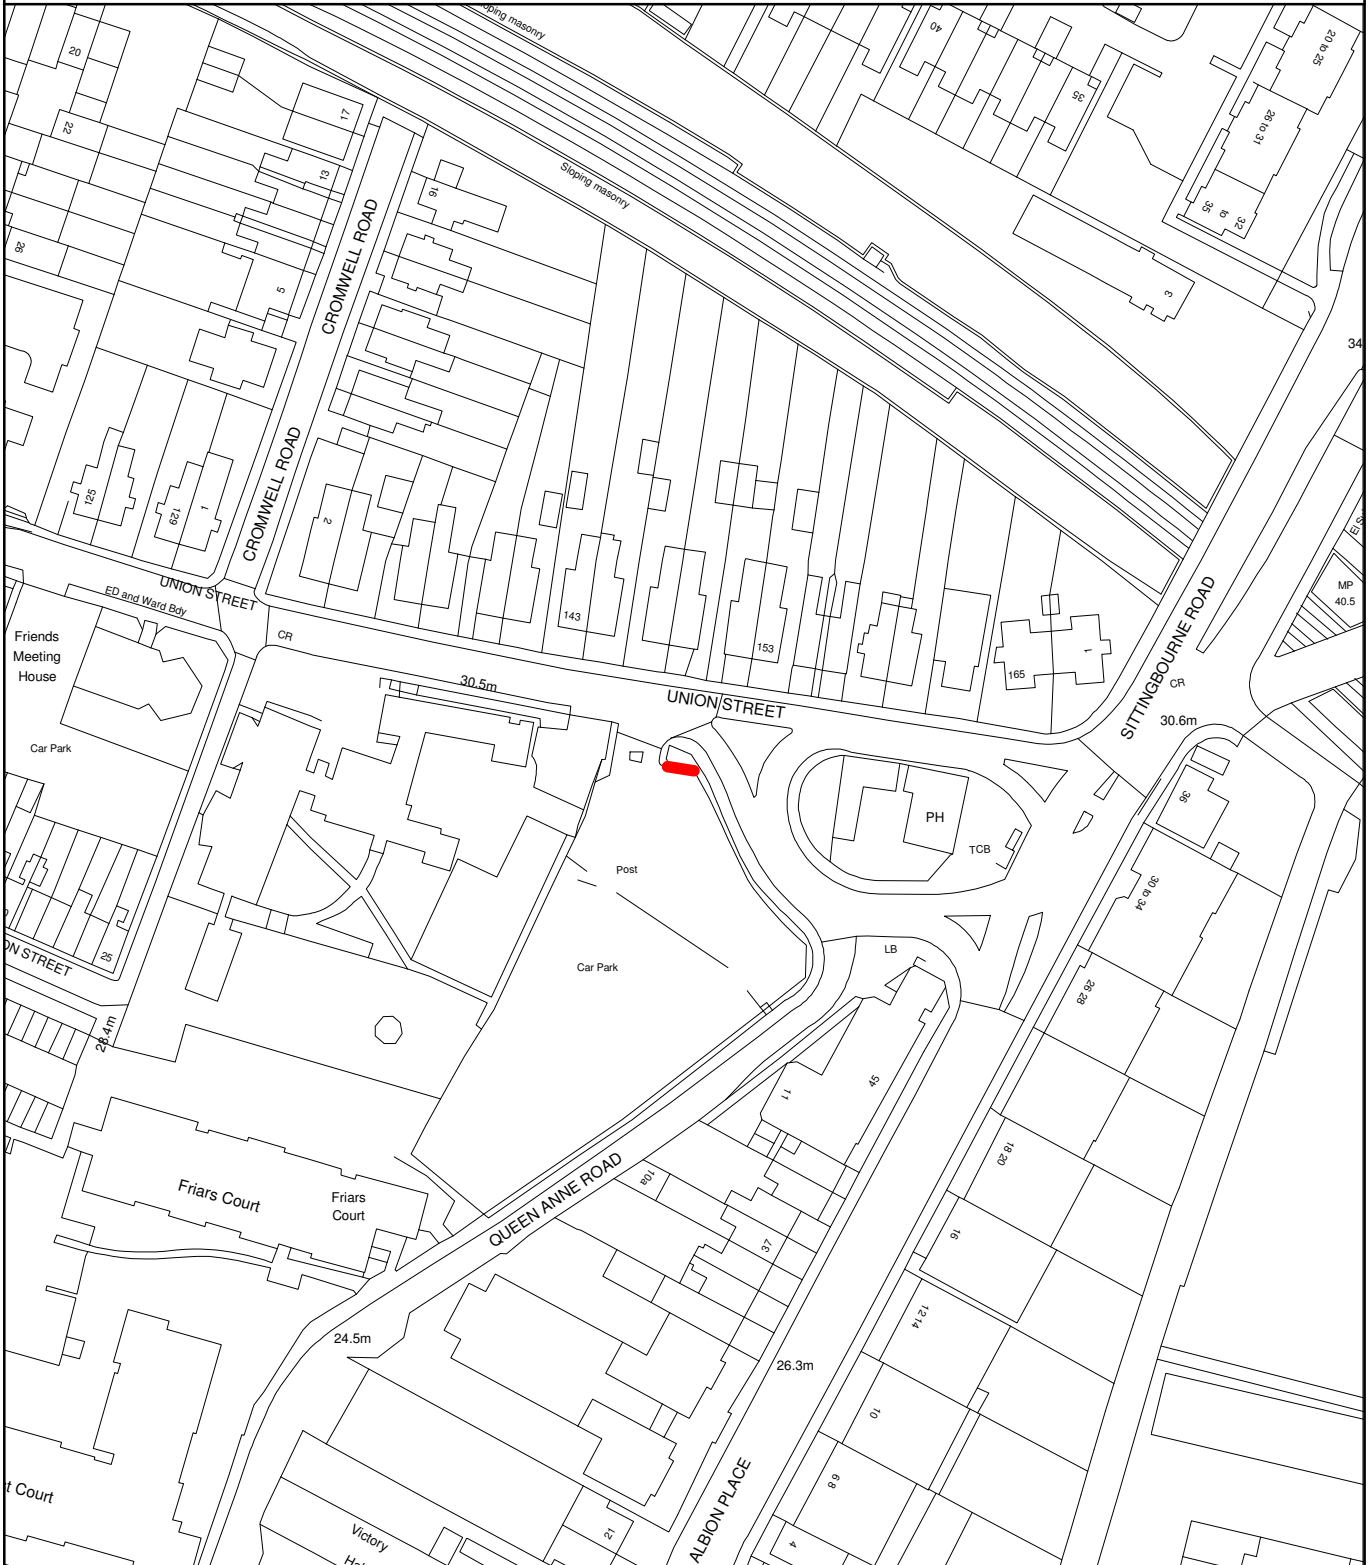 Sloping masonry
40
20 to 25
20
35
22
17
26 to 31
13
Sloping masonry
16
CROMWELL ROAD
35
to
32
26
5
3
34
125
129
1
CROMWELL ROAD
2
UNION STREET
ED and Ward Bdy
MP
40.5
143
153
165
1
Friends
Meeting
House
CR
30.5m
UNION STREET
SITTINGBOURNE ROAD
CR
30.6m
Car Park
36
PH
TCB
Post
30 to 34
ON STREET
25
Car Park
LB
26 28
28.4m
11
45
18 20
Friars Court
Friars
Court
QUEEN ANNE ROAD
10a
37
16
24.5m
12 14
26.3m
10
t Court
ALBION PLACE
6 8
Victory
21
4